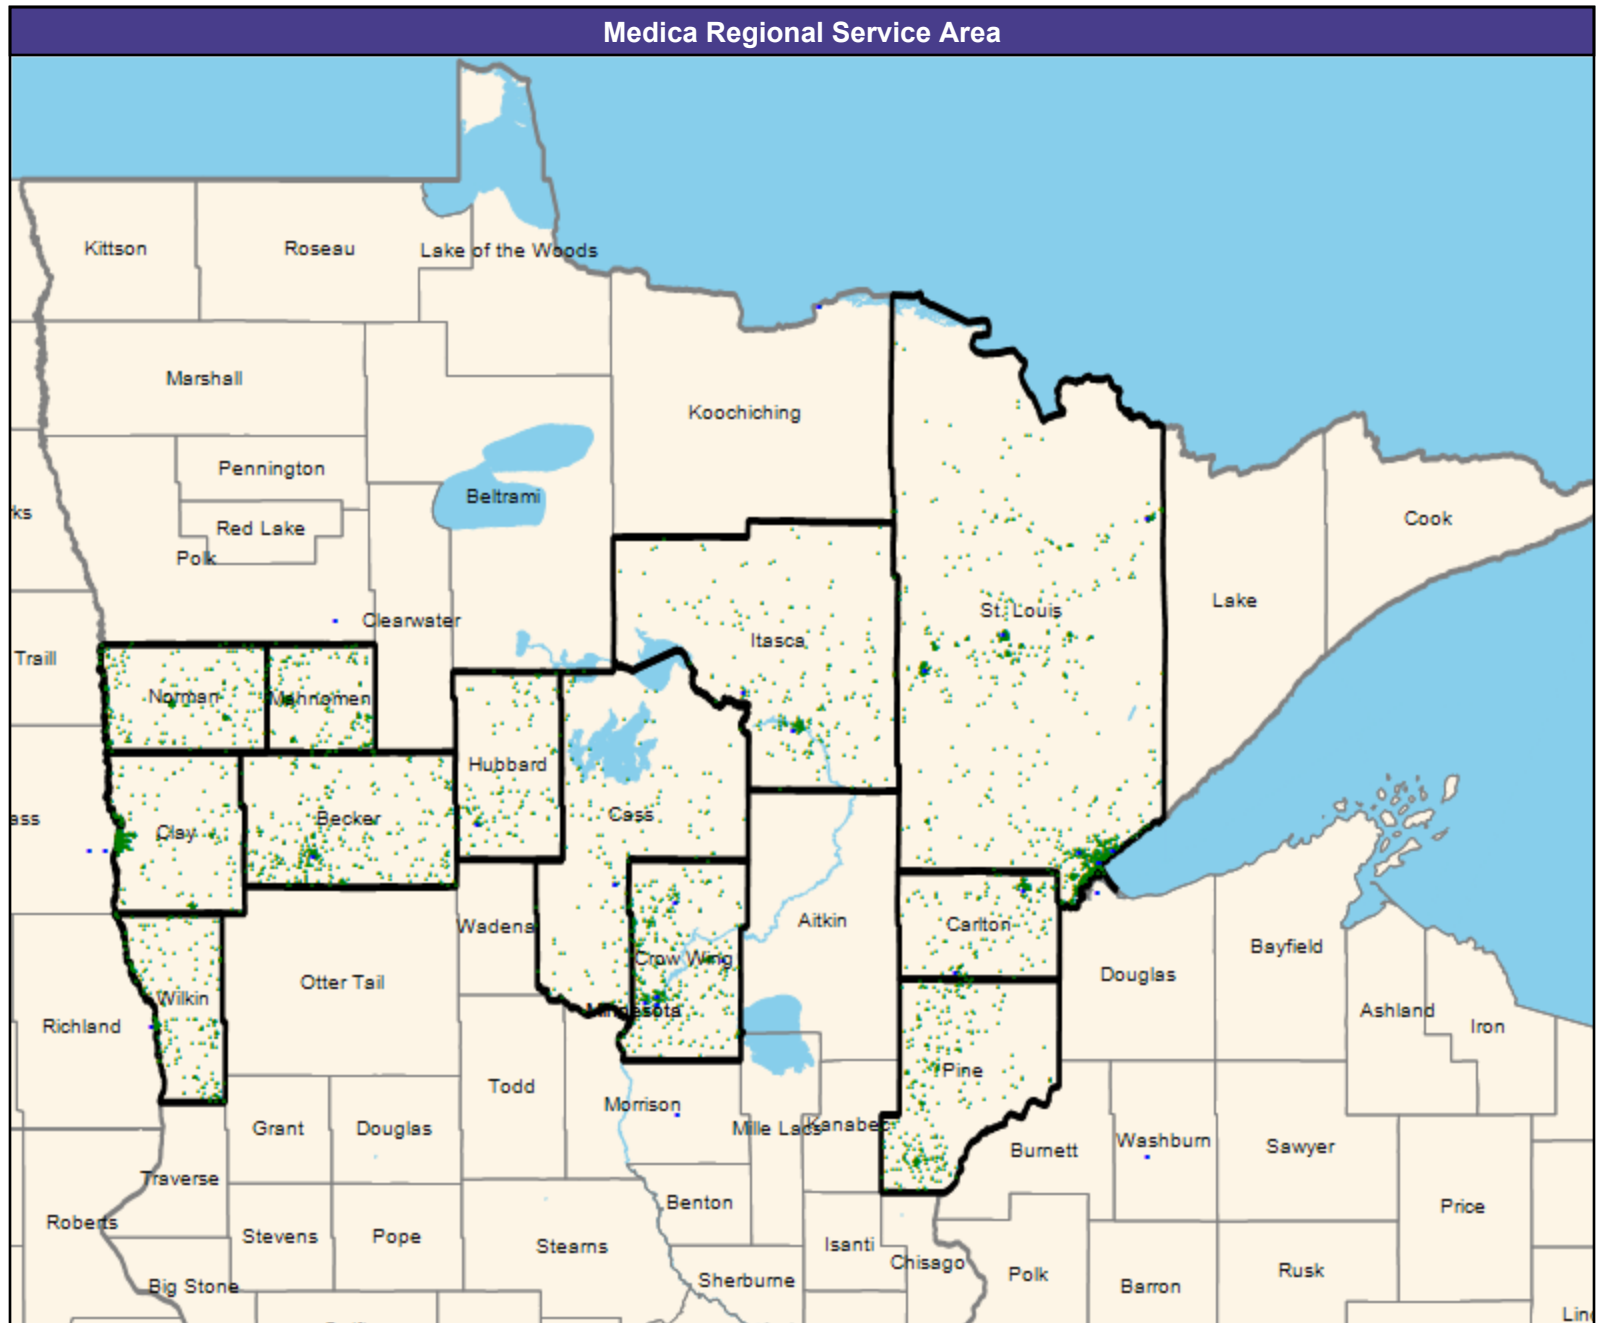 Medica Regional Service Area
Kittson
Roseau
Lake of the Woods
Marshall
Koochiching
Pennington
Beltrami
ks
Red Lake
Cook
Polk
St. Louis
Lake
Clearwater
Itasca
Traill
Norman
Mahnomen
Hubbard
Cass
ass
Clay
Becker
Wadena
Aitkin
Carlton
Crow Wing
Bayfield
Douglas
Otter Tail
Wilkin
Minnesota
Ashland
Richland
Iron
Pine
Todd
Morrison
Grant
Douglas
Mille Lacs
Kanabec
Burnett
Washburn
Sawyer
Traverse
Benton
Price
Roberts
Stevens
Pope
Stearns
Isanti
Chisago
Polk
Rusk
Big Stone
Sherburne
Barron
Lin